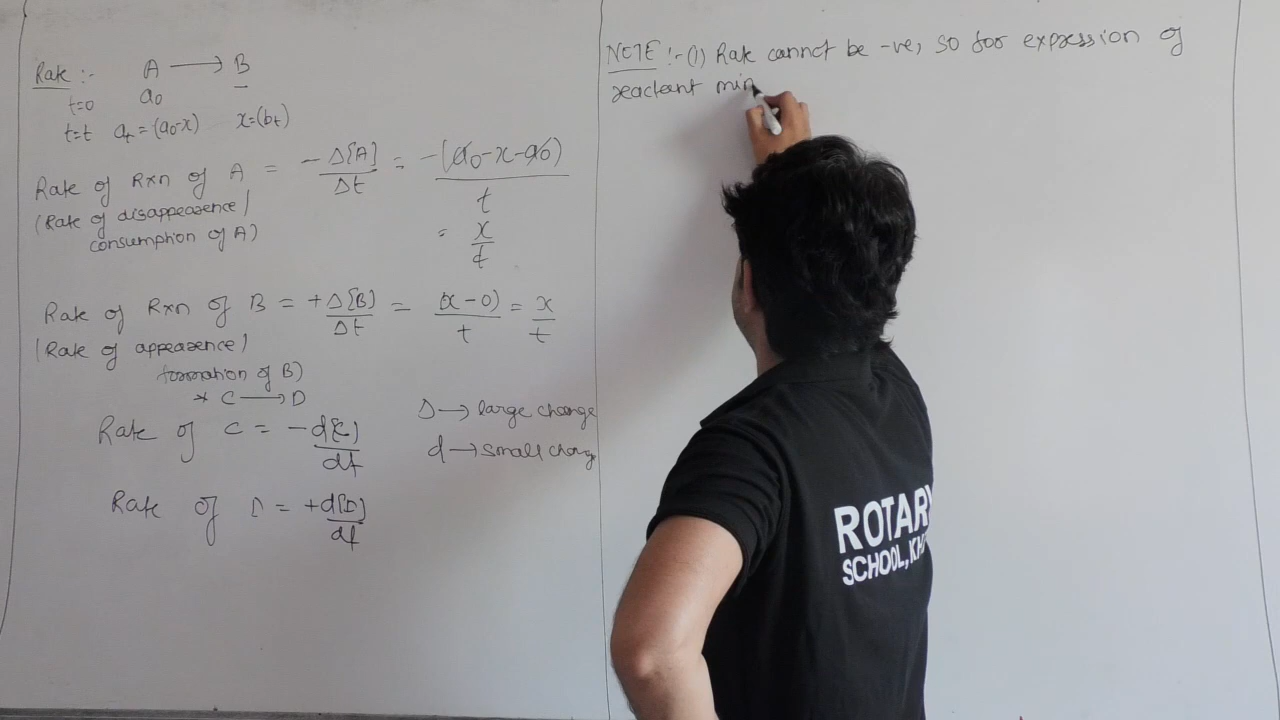 Rate :-  A ⟶ B
t=0  a₀
t=t  aₜ = (a₀-x)  x=(bₜ)
Rate of Rxn of A = -Δ[A]/Δt = -(a₀-x-a₀)/t
(Rate of disappearence/
consumption of A)
= x/t
Rate of Rxn of B = +Δ[B]/Δt = (x-0)/t = x/t
(Rate of appearence/
formation of B)
* C ⟶ D
Rate of C = -d[C]/dt
Δ → large change
d → small chang
Rate of D = +d[D]/dt
NOTE :- (1) Rate cannot be -ve, so for expression of
reactant min
ROTARY
SCHOOL,